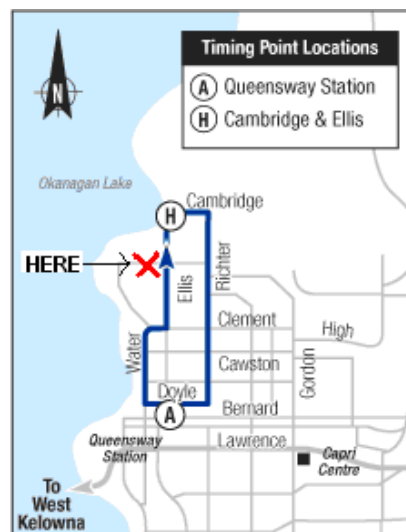 Timing Point Locations
A Queensway Station
H Cambridge & Ellis
N
Okanagan Lake
H
Cambridge
HERE
Ellis
Richter
Water
Clement
High
Cawston
Gordon
Doyle
A
Bernard
Queensway
Station
Lawrence
Capri
Centre
To
West
Kelowna